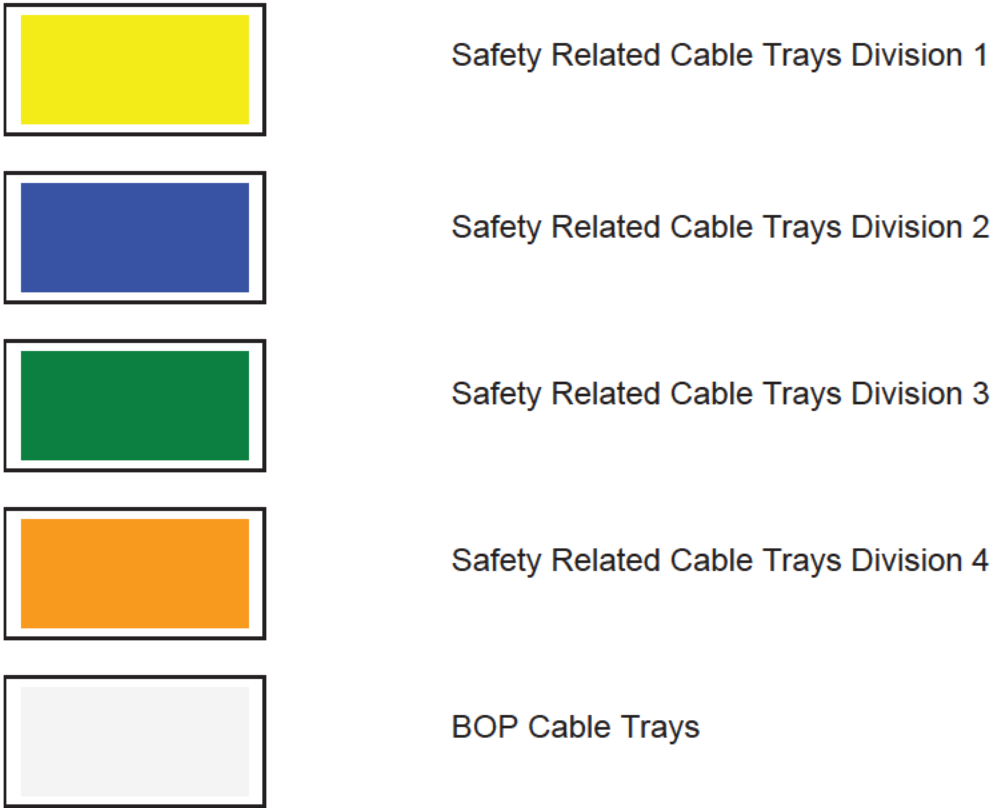 Safety Related Cable Trays Division 1
Safety Related Cable Trays Division 2
Safety Related Cable Trays Division 3
Safety Related Cable Trays Division 4
BOP Cable Trays